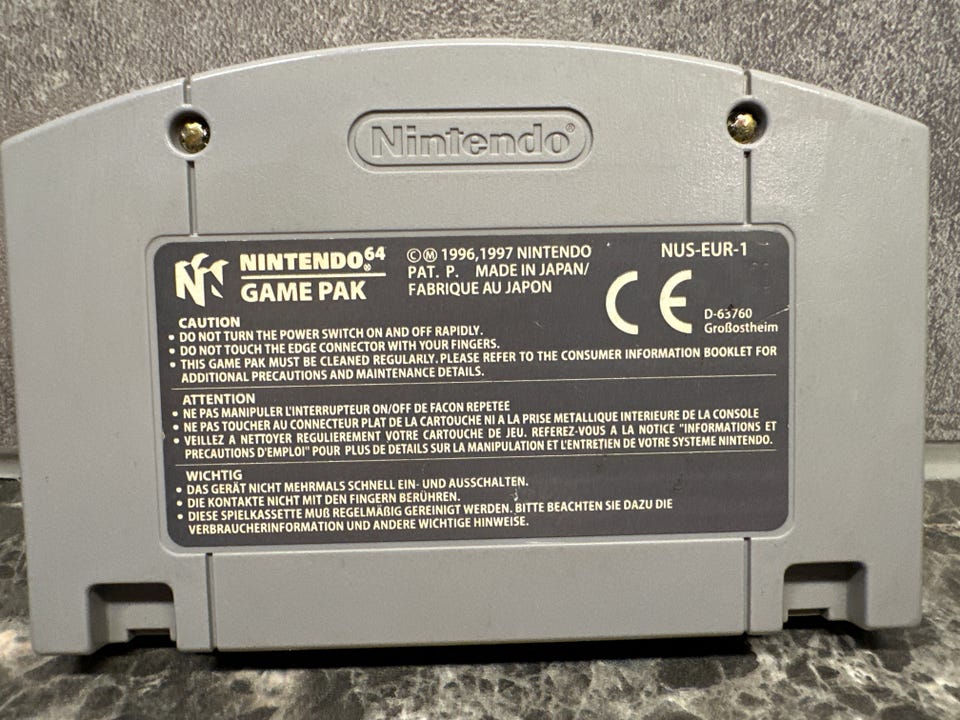 Nintendo®
NINTENDO64®
GAME PAK
©Ⓜ 1996,1997 NINTENDO
PAT. P. MADE IN JAPAN/
FABRIQUE AU JAPON
NUS-EUR-1
CE
D-63760
Großostheim
CAUTION
• DO NOT TURN THE POWER SWITCH ON AND OFF RAPIDLY.
• DO NOT TOUCH THE EDGE CONNECTOR WITH YOUR FINGERS.
• THIS GAME PAK MUST BE CLEANED REGULARLY. PLEASE REFER TO THE CONSUMER INFORMATION BOOKLET FOR
ADDITIONAL PRECAUTIONS AND MAINTENANCE DETAILS.
ATTENTION
• NE PAS MANIPULER L'INTERRUPTEUR ON/OFF DE FACON REPETEE
• NE PAS TOUCHER AU CONNECTEUR PLAT DE LA CARTOUCHE NI A LA PRISE METALLIQUE INTERIEURE DE LA CONSOLE
• VEILLEZ A NETTOYER REGULIEREMENT VOTRE CARTOUCHE DE JEU. REFEREZ-VOUS A LA NOTICE "INFORMATIONS ET
PRECAUTIONS D'EMPLOI" POUR PLUS DE DETAILS SUR LA MANIPULATION ET L'ENTRETIEN DE VOTRE SYSTEME NINTENDO.
WICHTIG
• DAS GERÄT NICHT MEHRMALS SCHNELL EIN- UND AUSSCHALTEN.
• DIE KONTAKTE NICHT MIT DEN FINGERN BERÜHREN.
• DIESE SPIELKASSETTE MUß REGELMÄßIG GEREINIGT WERDEN. BITTE BEACHTEN SIE DAZU DIE
VERBRAUCHERINFORMATION UND ANDERE WICHTIGE HINWEISE.